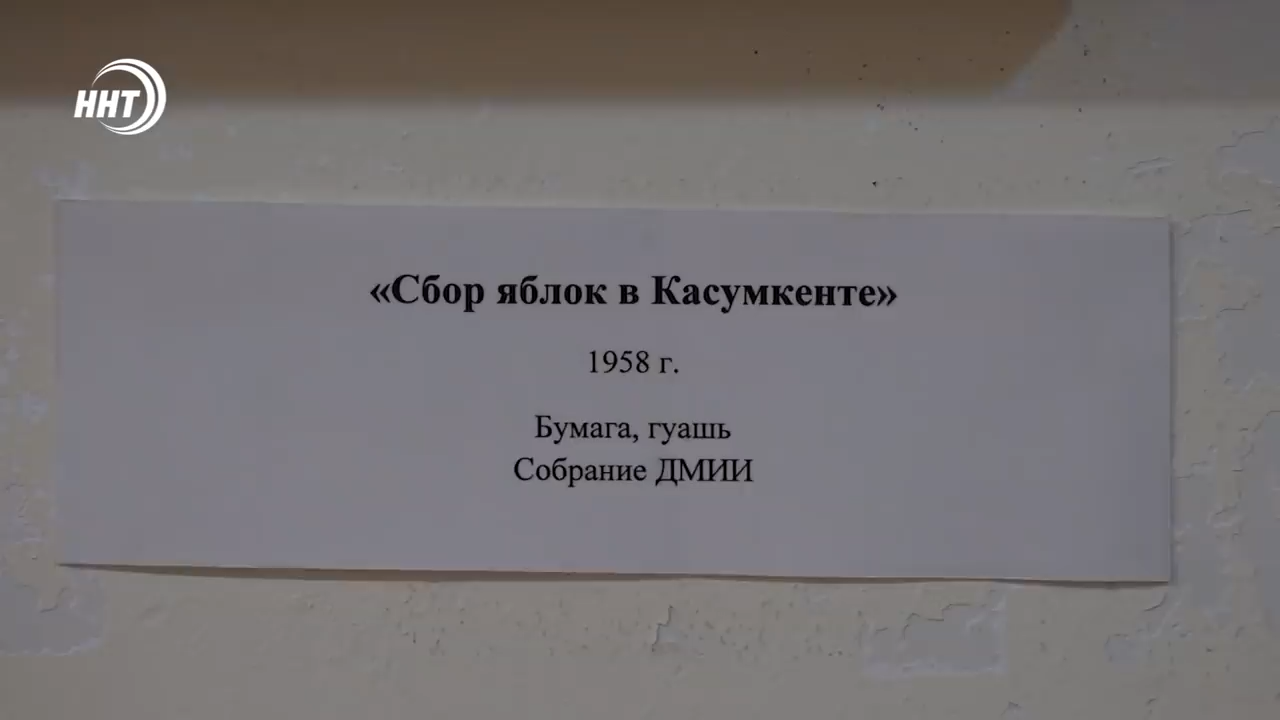 ННТ
«Сбор яблок в Касумкенте»
1958 г.
Бумага, гуашь
Собрание ДМИИ